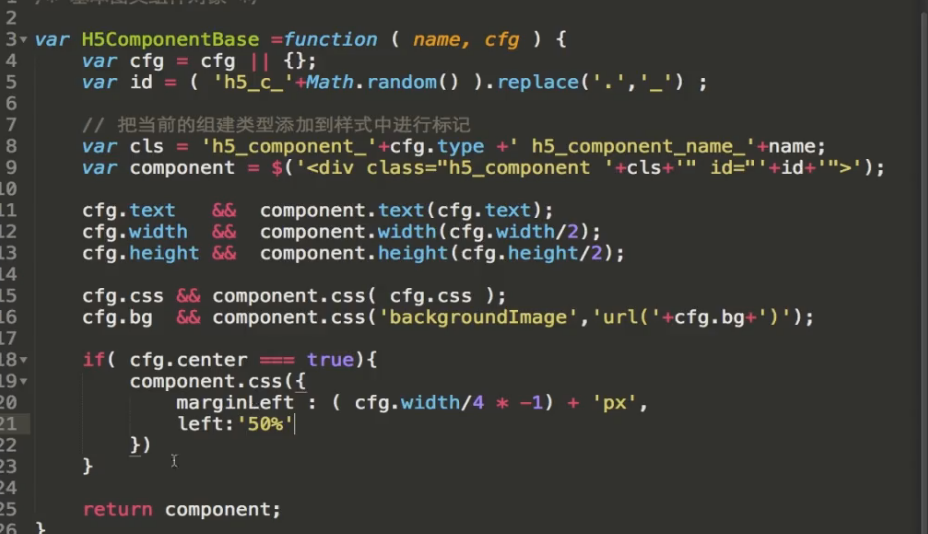 2
3 var H5ComponentBase =function ( name, cfg ) {
4 var cfg = cfg || {};
5 var id = ( 'h5_c_'+Math.random() ).replace('.','_') ;
6
7 // 把当前的组建类型添加到样式中进行标记
8 var cls = 'h5_component_'+cfg.type +' h5_component_name_'+name;
9 var component = $('<div class="h5_component '+cls+'" id="'+id+'">');
10
11 cfg.text && component.text(cfg.text);
12 cfg.width && component.width(cfg.width/2);
13 cfg.height && component.height(cfg.height/2);
14
15 cfg.css && component.css( cfg.css );
16 cfg.bg && component.css('backgroundImage','url('+cfg.bg+')');
17
18 if( cfg.center === true){
19 component.css({
20 marginLeft : ( cfg.width/4 * -1) + 'px',
21 left:'50%'
22 })
23 }
24
25 return component;
26 }